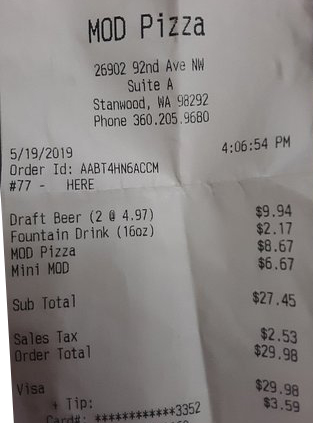 MOD Pizza
26902 92nd Ave NW
Suite A
Stanwood, WA 98292
Phone 360.205.9680
5/19/2019 4:06:54 PM
Order Id: AABT4HN6ACCM
#77 - HERE
Draft Beer (2 @ 4.97) $9.94
Fountain Drink (16oz) $2.17
MOD Pizza $8.67
Mini MOD $6.67
Sub Total $27.45
Sales Tax $2.53
Order Total $29.98
Visa $29.98
+ Tip: $3.59
Card#: ************3352